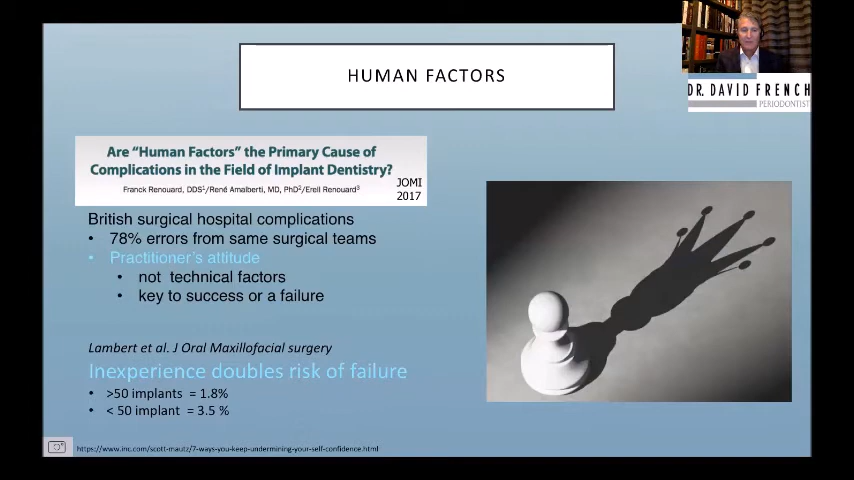 HUMAN FACTORS
DR. DAVID FRENCH
PERIODONTIST
Are “Human Factors” the Primary Cause of
Complications in the Field of Implant Dentistry?
Franck Renouard, DDS1/René Amalberti, MD, PhD2/Erell Renouard3
JOMI
2017
British surgical hospital complications
• 78% errors from same surgical teams
• Practitioner's attitude
• not technical factors
• key to success or a failure
Lambert et al. J Oral Maxillofacial surgery
Inexperience doubles risk of failure
• >50 implants = 1.8%
• < 50 implant = 3.5 %
https://www.inc.com/scott-mautz/7-ways-you-keep-undermining-your-self-confidence.html